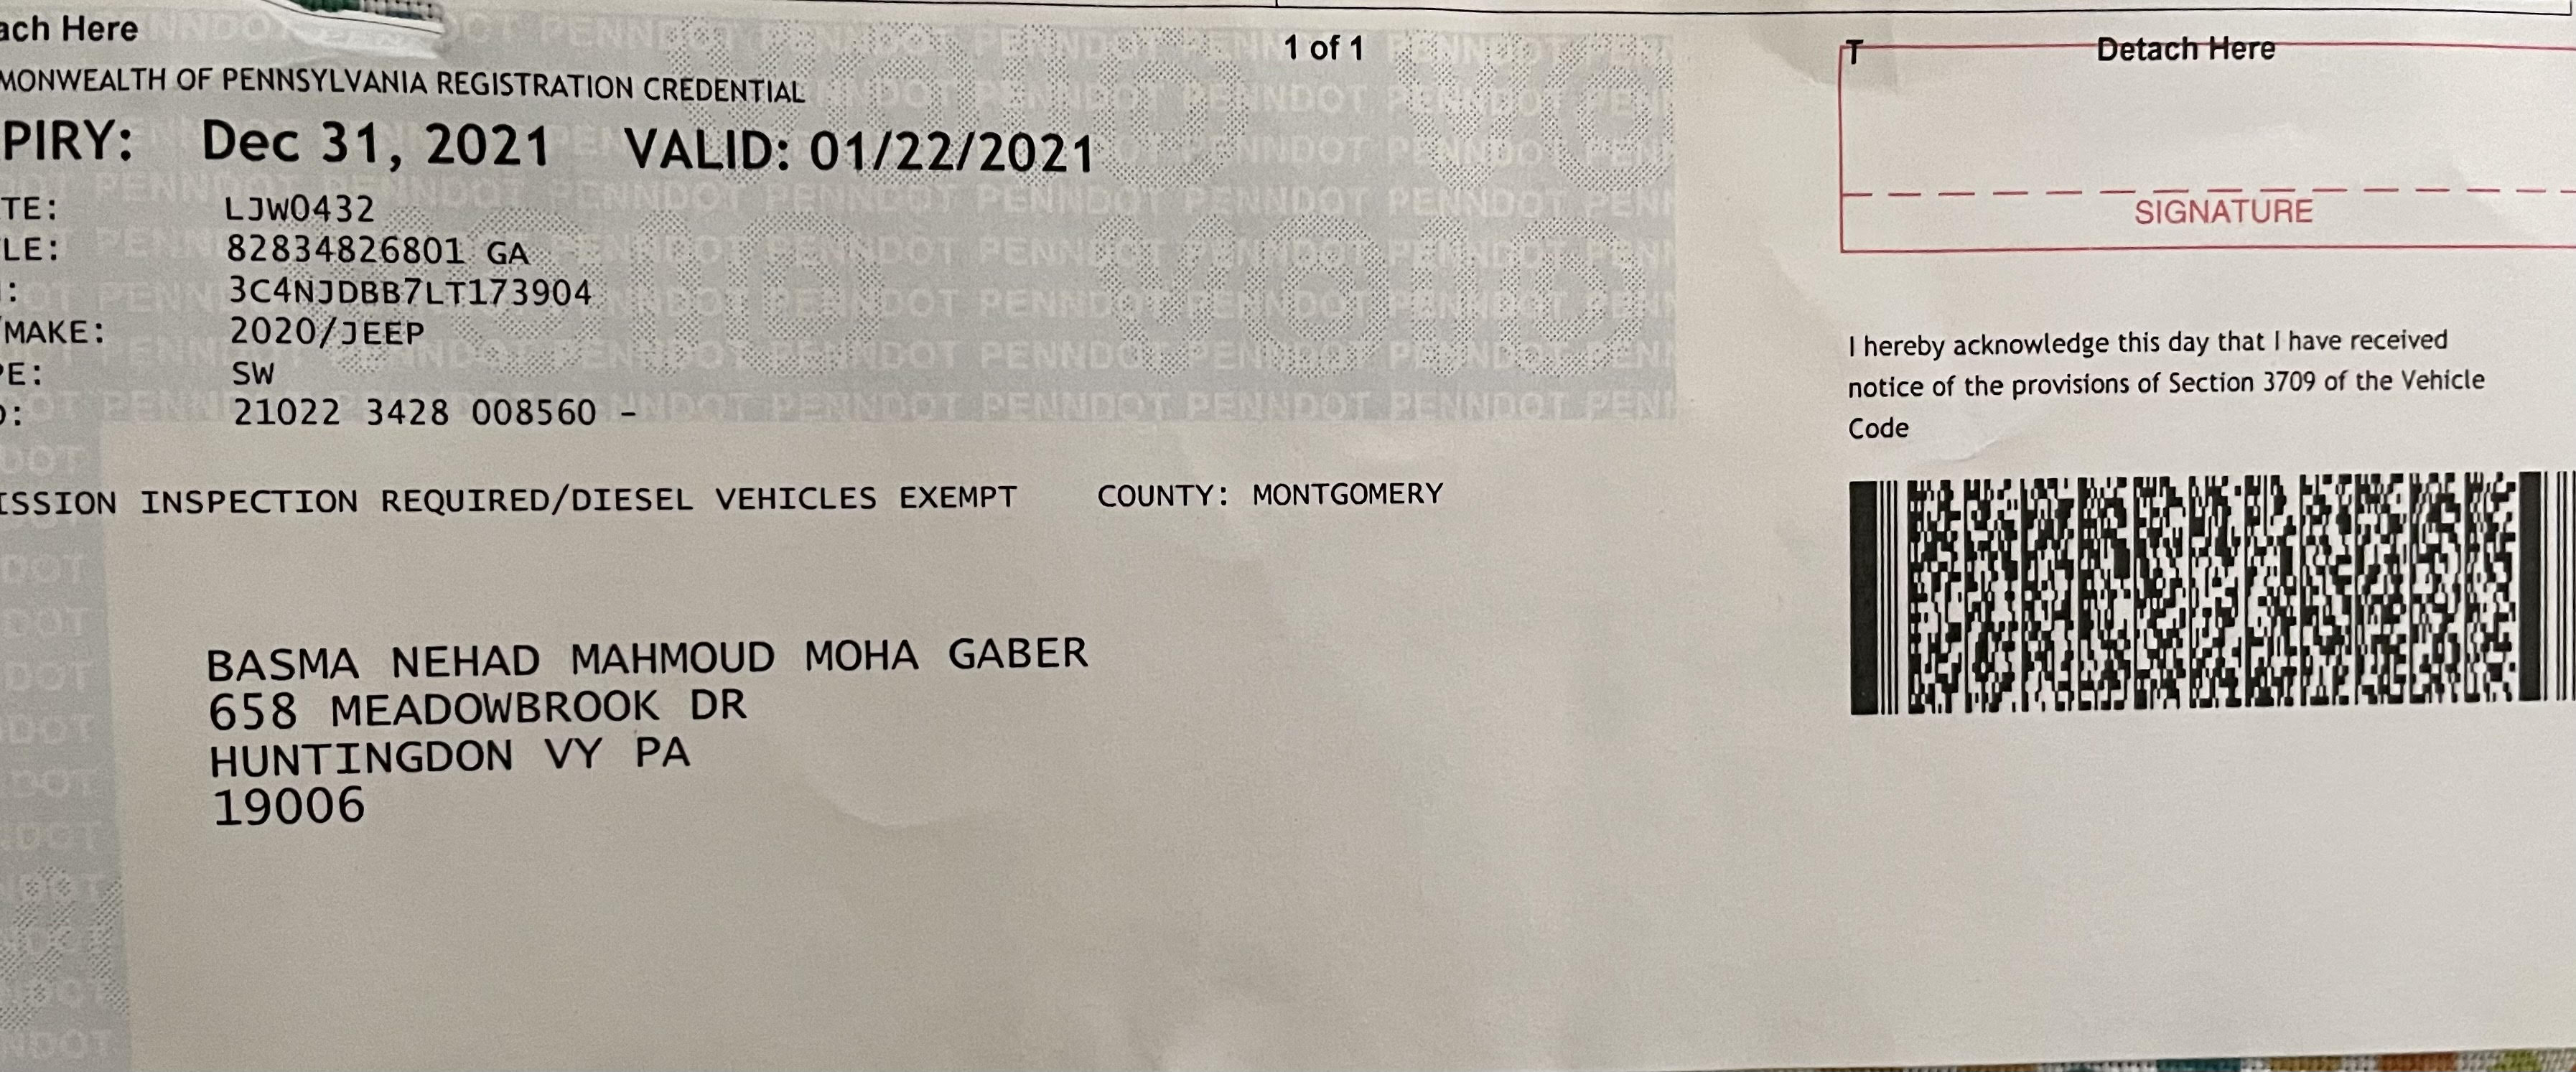 ach Here
1 of 1
T Detach Here
MONWEALTH OF PENNSYLVANIA REGISTRATION CREDENTIAL
PIRY: Dec 31, 2021 VALID: 01/22/2021
TE: LJW0432
LE: 82834826801 GA
: 3C4NJDBB7LT173904
/MAKE: 2020/JEEP
PE: SW
D: 21022 3428 008560 -
ISSION INSPECTION REQUIRED/DIESEL VEHICLES EXEMPT COUNTY: MONTGOMERY
BASMA NEHAD MAHMOUD MOHA GABER
658 MEADOWBROOK DR
HUNTINGDON VY PA
19006
SIGNATURE
I hereby acknowledge this day that I have received
notice of the provisions of Section 3709 of the Vehicle
Code